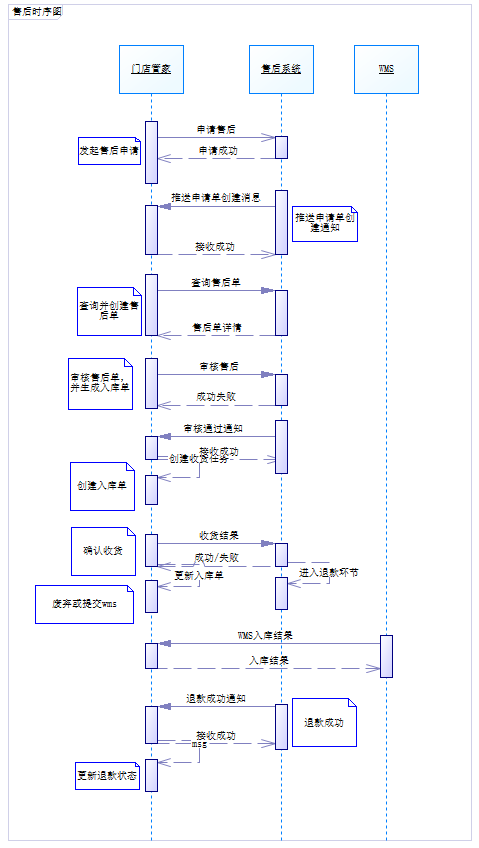 售后时序图
门店管家
售后系统
WMS
申请售后
发起售后申请
申请成功
推送申请单创建消息
推送申请单创
建通知
接收成功
查询售后单
查询并创建售
后单
售后单详情
审核售后
审核售后单，
并生成入库单
成功失败
审核通过通知
接收成功
创建收货任务
创建入库单
收货结果
确认收货
成功/失败
进入退款环节
更新入库单
废弃或提交wms
WMS入库结果
入库结果
退款成功通知
退款成功
接收成功
msg
更新退款状态